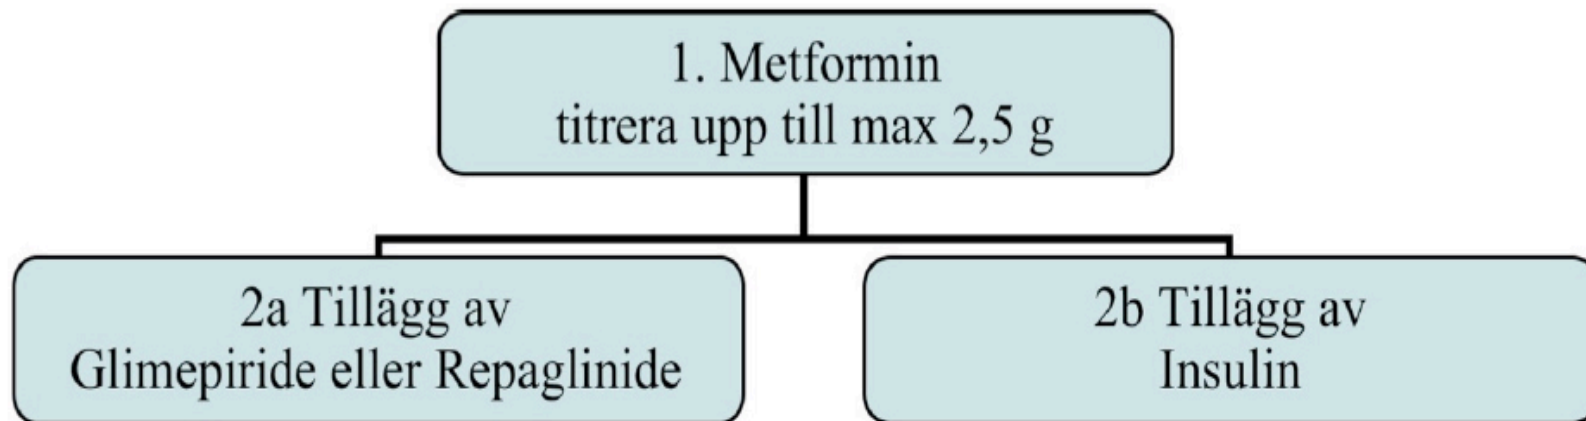 1. Metformin
titrera upp till max 2,5 g
2a Tillägg av
Glimepiride eller Repaglinide
2b Tillägg av
Insulin